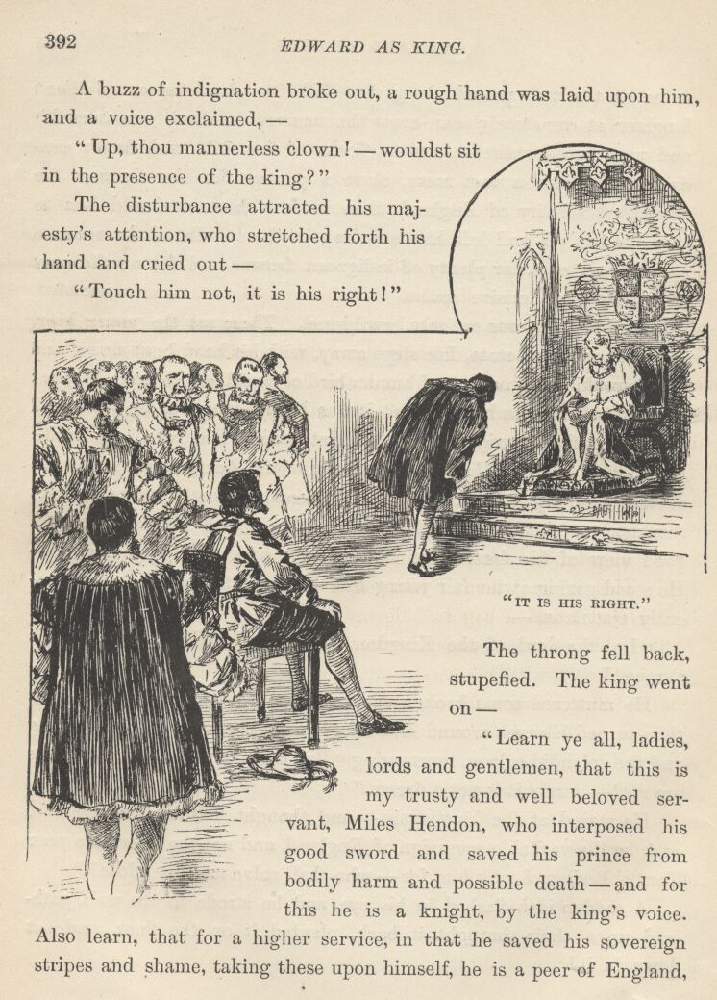 392
EDWARD AS KING.
A buzz of indignation broke out, a rough hand was laid upon him,
and a voice exclaimed, —
“Up, thou mannerless clown! — wouldst sit
in the presence of the king?”
The disturbance attracted his maj-
esty’s attention, who stretched forth his
hand and cried out —
“Touch him not, it is his right!”
“IT IS HIS RIGHT.”
The throng fell back,
stupefied. The king went
on —
“Learn ye all, ladies,
lords and gentlemen, that this is
my trusty and well beloved ser-
vant, Miles Hendon, who interposed his
good sword and saved his prince from
bodily harm and possible death — and for
this he is a knight, by the king’s voice.
Also learn, that for a higher service, in that he saved his sovereign
stripes and shame, taking these upon himself, he is a peer of England,